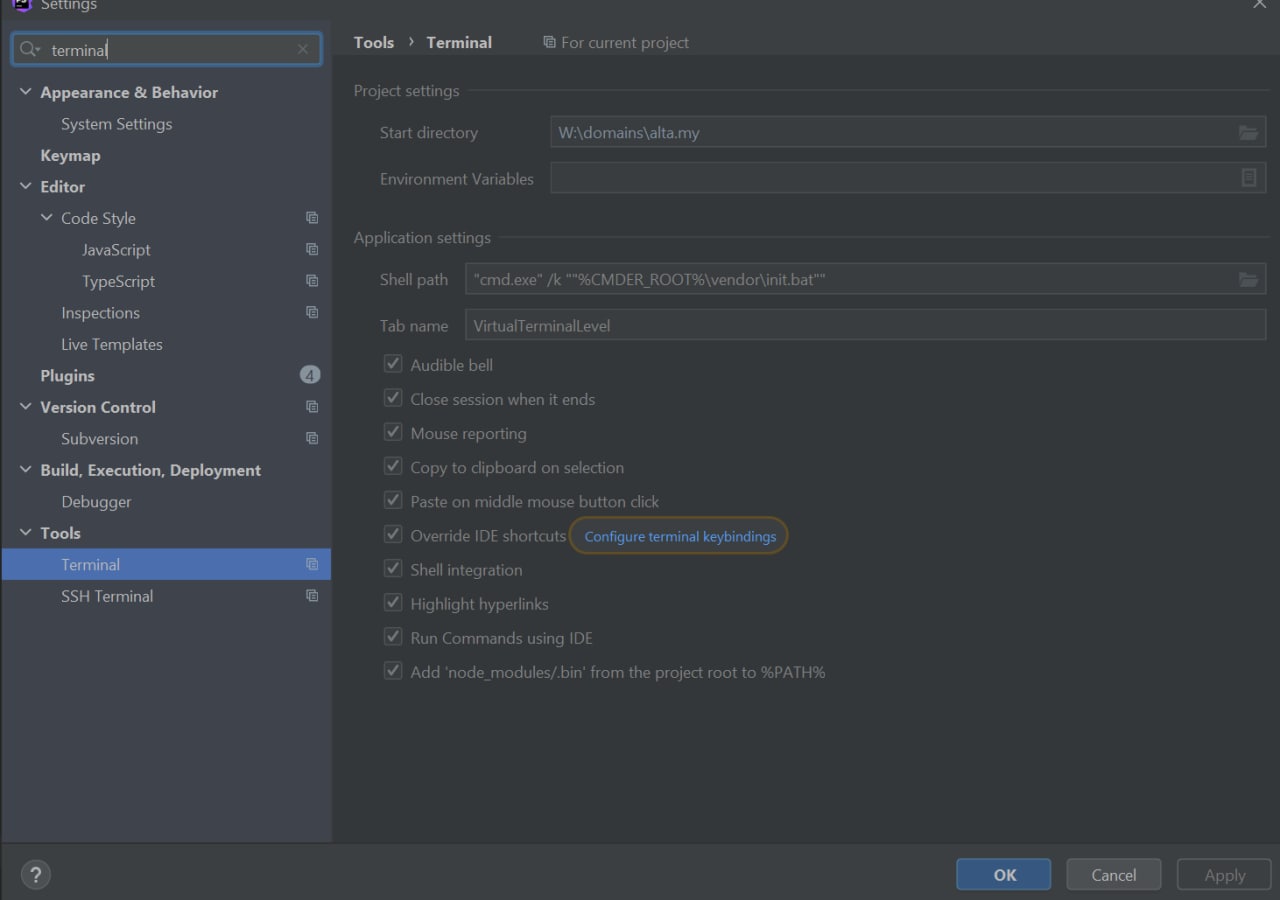 Settings
terminal
Appearance & Behavior
System Settings
Keymap
Editor
Code Style
JavaScript
TypeScript
Inspections
Live Templates
Plugins 4
Version Control
Subversion
Build, Execution, Deployment
Debugger
Tools
Terminal
SSH Terminal
Tools › Terminal For current project
Project settings
Start directory W:\domains\alta.my
Environment Variables
Application settings
Shell path "cmd.exe" /k ""%CMDER_ROOT%\vendor\init.bat""
Tab name VirtualTerminalLevel
Audible bell
Close session when it ends
Mouse reporting
Copy to clipboard on selection
Paste on middle mouse button click
Override IDE shortcuts Configure terminal keybindings
Shell integration
Highlight hyperlinks
Run Commands using IDE
Add 'node_modules/.bin' from the project root to %PATH%
? OK Cancel Apply